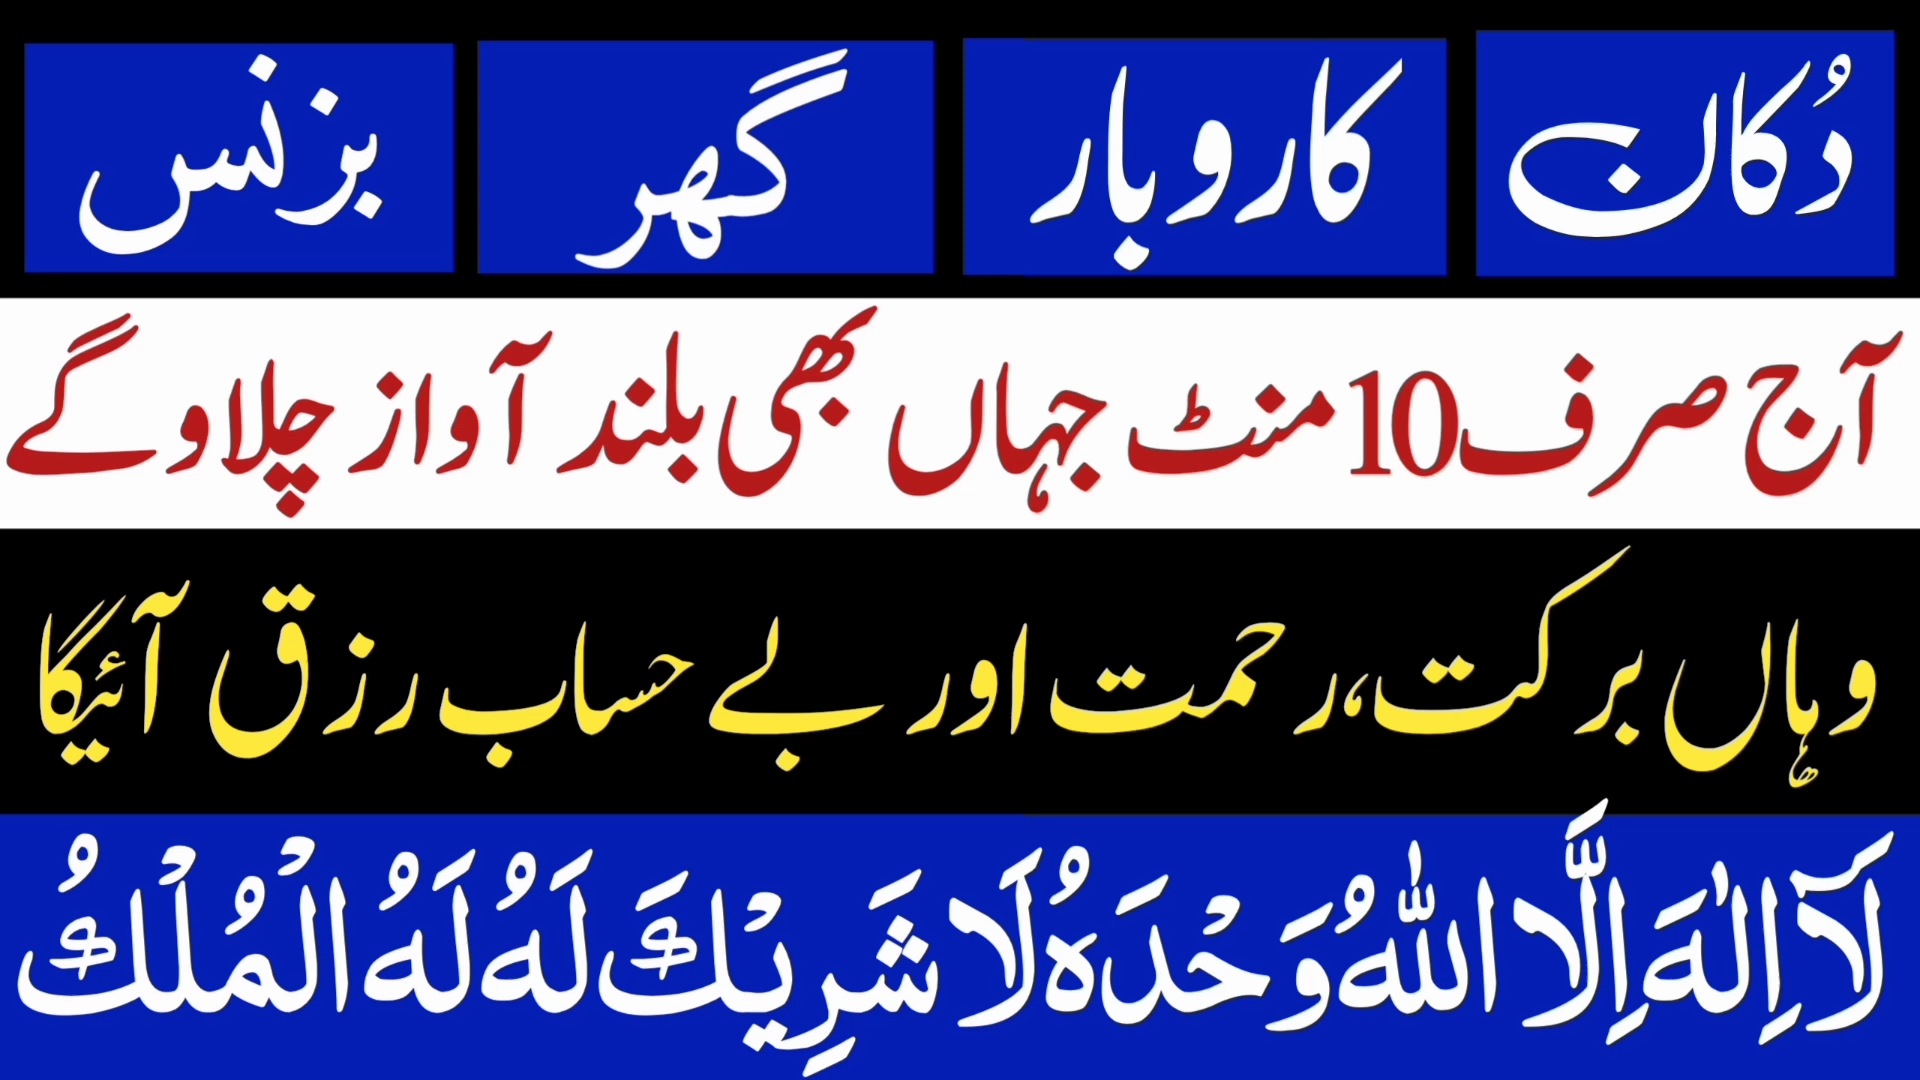 دُکان کاروبار گھر بزنس
آج صرف 10 منٹ جہاں بھی بلند آواز چلاوگے
وہاں برکت، رحمت اور بے حساب رزق آئیگا
لَآ اِلٰهَ اِلَّا اللّٰهُ وَحْدَهُ لَا شَرِيْكَ لَهُ لَهُ الْمُلْكُ